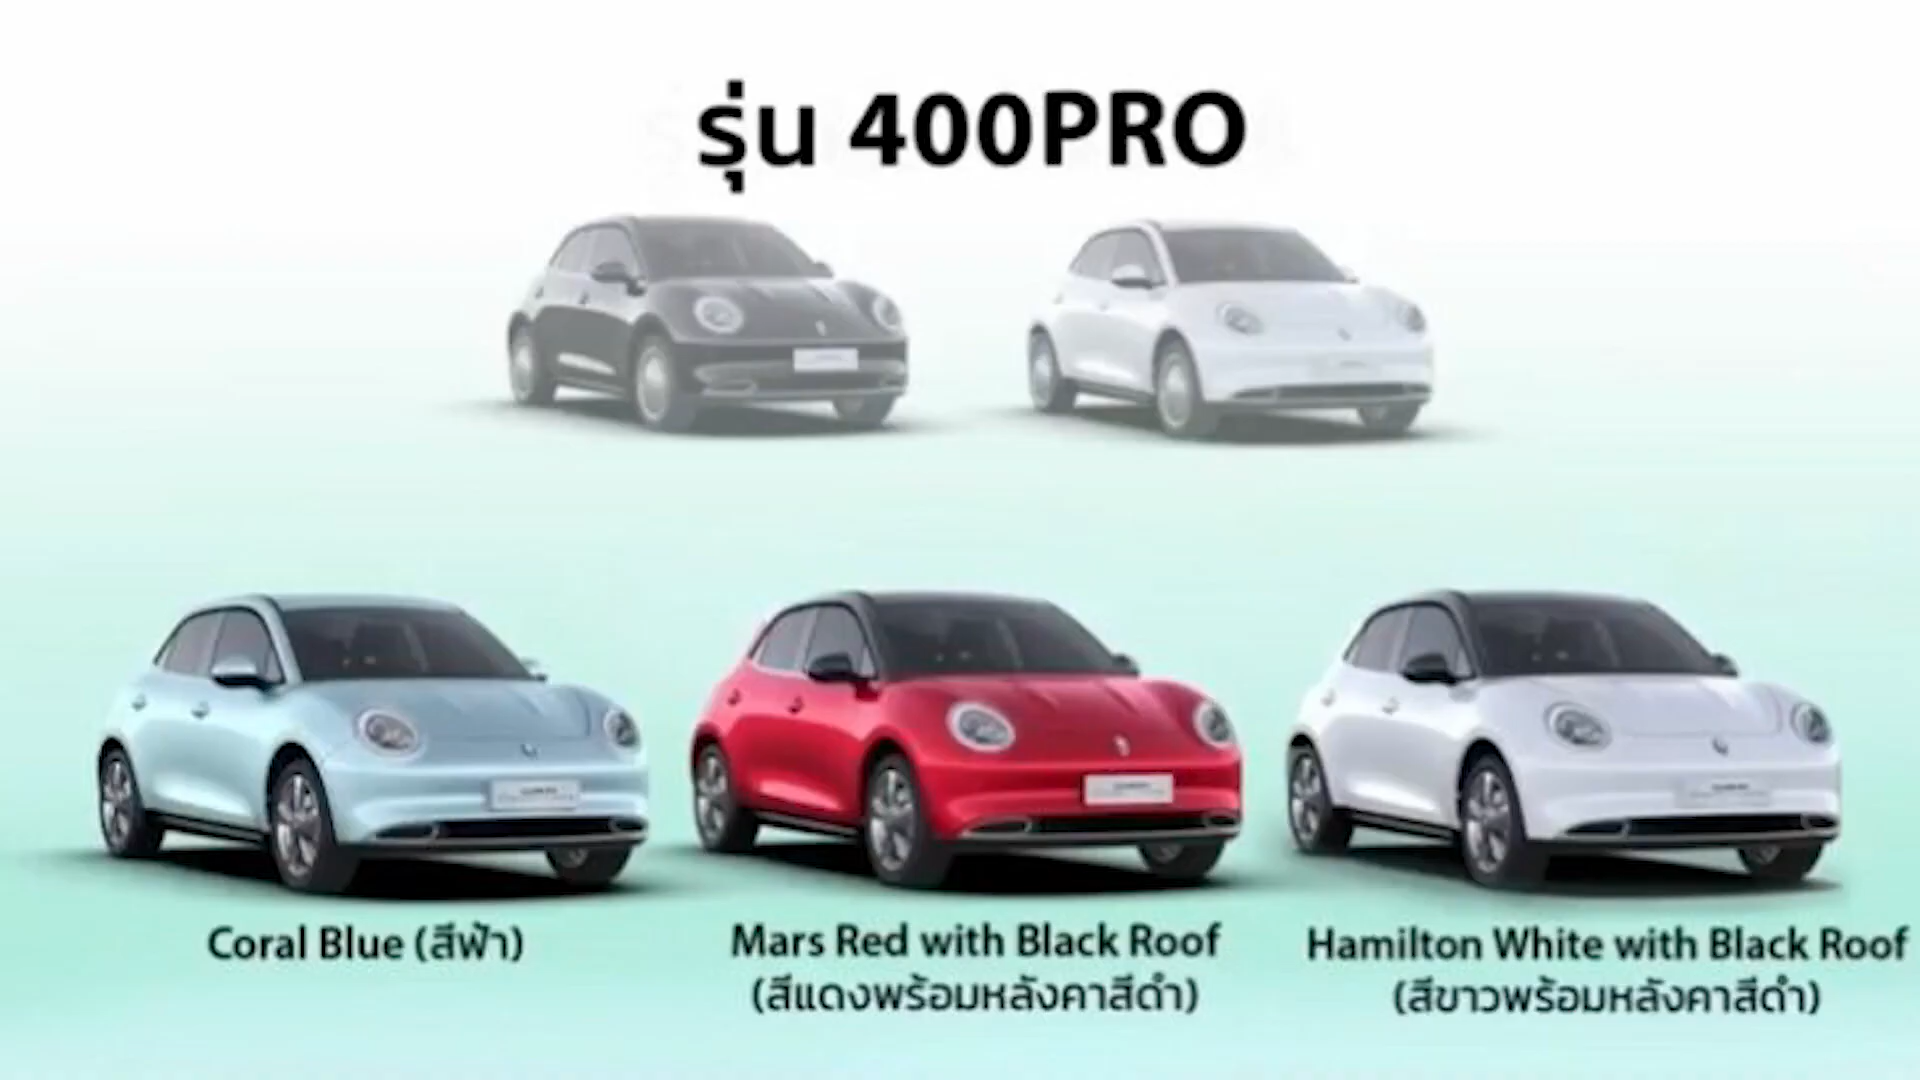 รุ่น 400PRO
Coral Blue (สีฟ้า)
Mars Red with Black Roof
(สีแดงพร้อมหลังคาสีดำ)
Hamilton White with Black Roof
(สีขาวพร้อมหลังคาสีดำ)